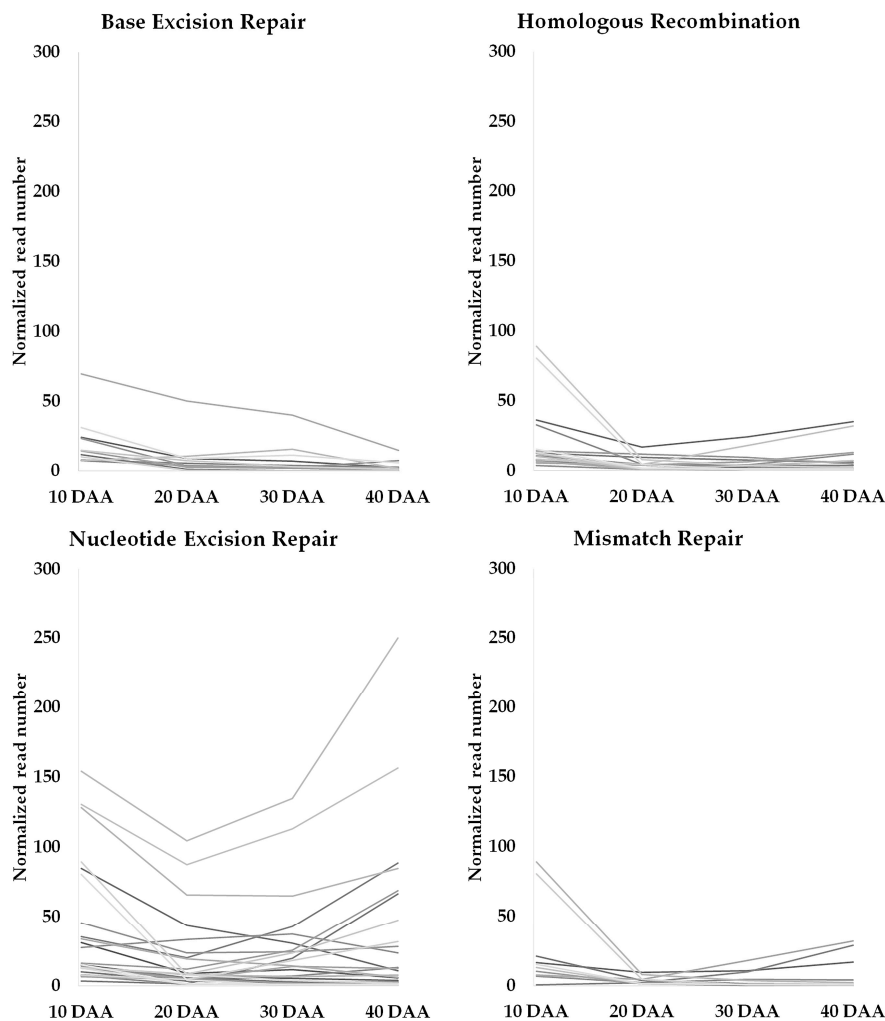 Base Excision Repair
Normalized read number
300
250
200
150
100
50
0
10 DAA 20 DAA 30 DAA 40 DAA
Homologous Recombination
Normalized read number
300
250
200
150
100
50
0
10 DAA 20 DAA 30 DAA 40 DAA
Nucleotide Excision Repair
Normalized read number
300
250
200
150
100
50
0
10 DAA 20 DAA 30 DAA 40 DAA
Mismatch Repair
Normalized read number
300
250
200
150
100
50
0
10 DAA 20 DAA 30 DAA 40 DAA